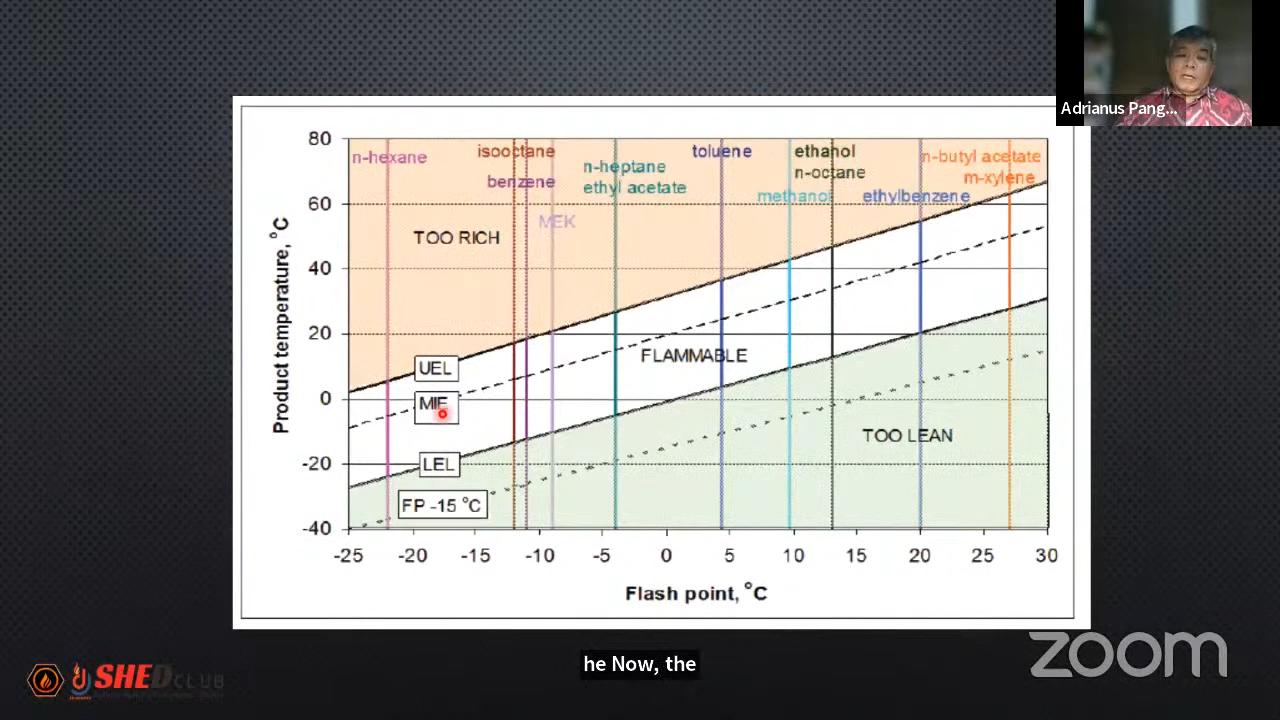 Adrianus Pang...
80
60
40
20
0
-20
-40
Product temperature, °C
n-hexane
isooctane
benzene
MEK
n-heptane
ethyl acetate
toluene
ethanol
n-octane
methanol
ethylbenzene
n-butyl acetate
m-xylene
TOO RICH
UEL
FLAMMABLE
MIE
TOO LEAN
LEL
FP -15 °C
-25 -20 -15 -10 -5 0 5 10 15 20 25 30
Flash point, °C
he Now, the
zoom
SHED CLUB